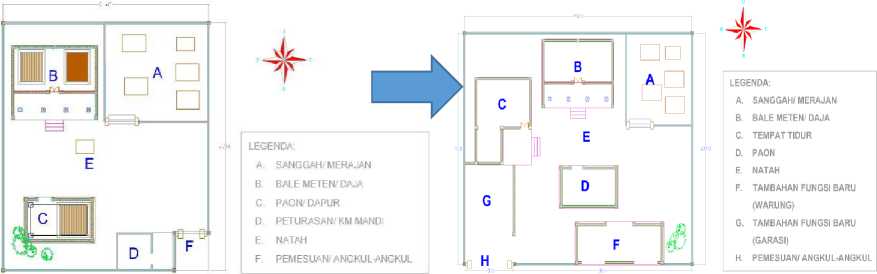 A
B
E
C
D
F
LEGENDA:
A. SANGGAH/ MERAJAN
B. BALE METEN/ DAJA
C. PAON/ DAPUR
D. PETURASAN/ KM MANDI
E. NATAH
F. PEMESUAN/ ANGKUL-ANGKUL
B
A
C
E
D
G
F
H
LEGENDA:
A. SANGGAH/ MERAJAN
B. BALE METEN/ DAJA
C. TEMPAT TIDUR
D. PAON
E. NATAH
F. TAMBAHAN FUNGSI BARU
(WARUNG)
G. TAMBAHAN FUNGSI BARU
(GARASI)
H. PEMESUAN/ ANGKUL-ANGKUL